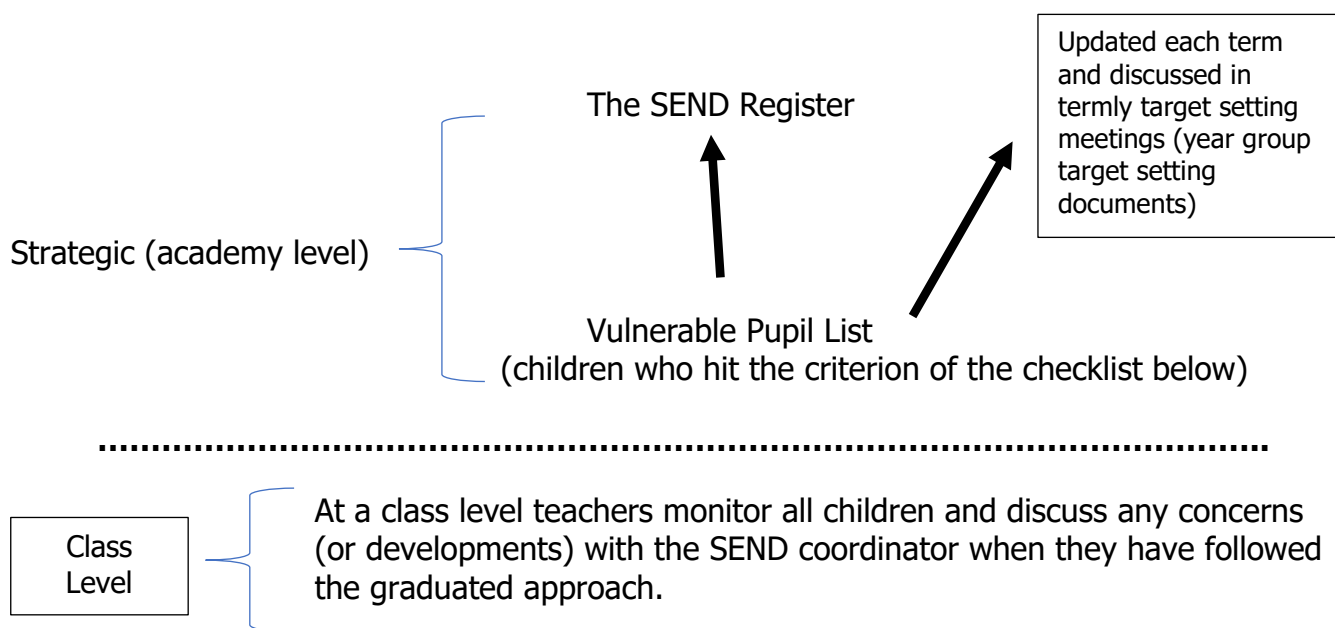 Updated each term
and discussed in
termly target setting
meetings (year group
target setting
documents)
The SEND Register
Strategic (academy level)
Vulnerable Pupil List
(children who hit the criterion of the checklist below)
Class
Level
At a class level teachers monitor all children and discuss any concerns
(or developments) with the SEND coordinator when they have followed
the graduated approach.